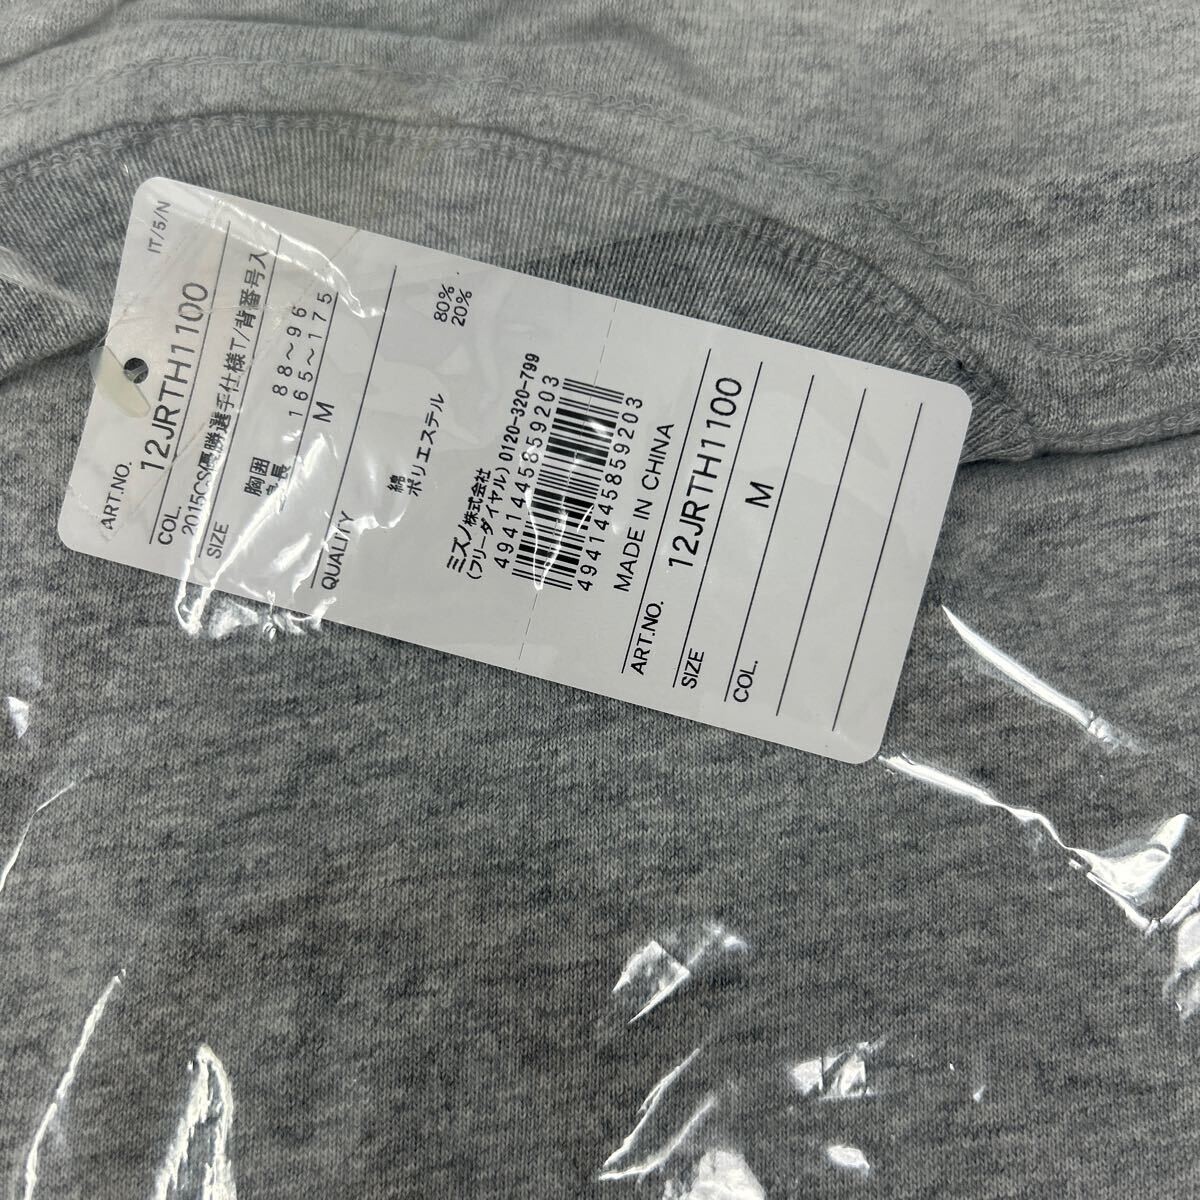 IT/5/N
ART.NO. 12JRTH1100
COL.
2015CS優勝選手仕様T/背番号入
SIZE
胸囲 88～96
身長 165～175
M
QUALITY
綿 80%
ポリエステル 20%
ミズノ株式会社
(フリーダイヤル) 0120-320-799
4941445859203
4941445859203
MADE IN CHINA
ART.NO. 12JRTH1100
SIZE M
COL.